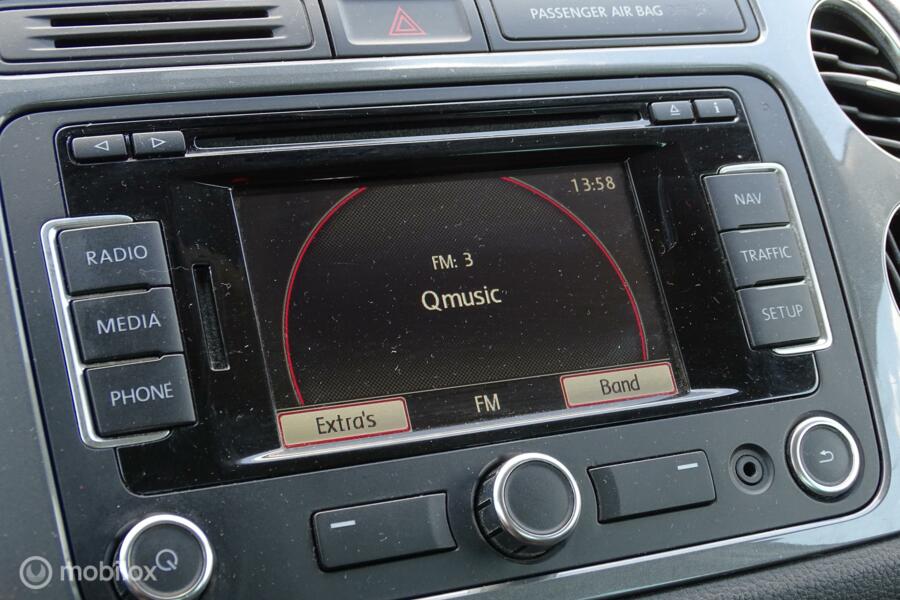 PASSENGER AIR BAG
13:58
RADIO
MEDIA
PHONE
NAV
TRAFFIC
SETUP
FM: 3
Qmusic
Extra's
FM
Band
i
mobilox